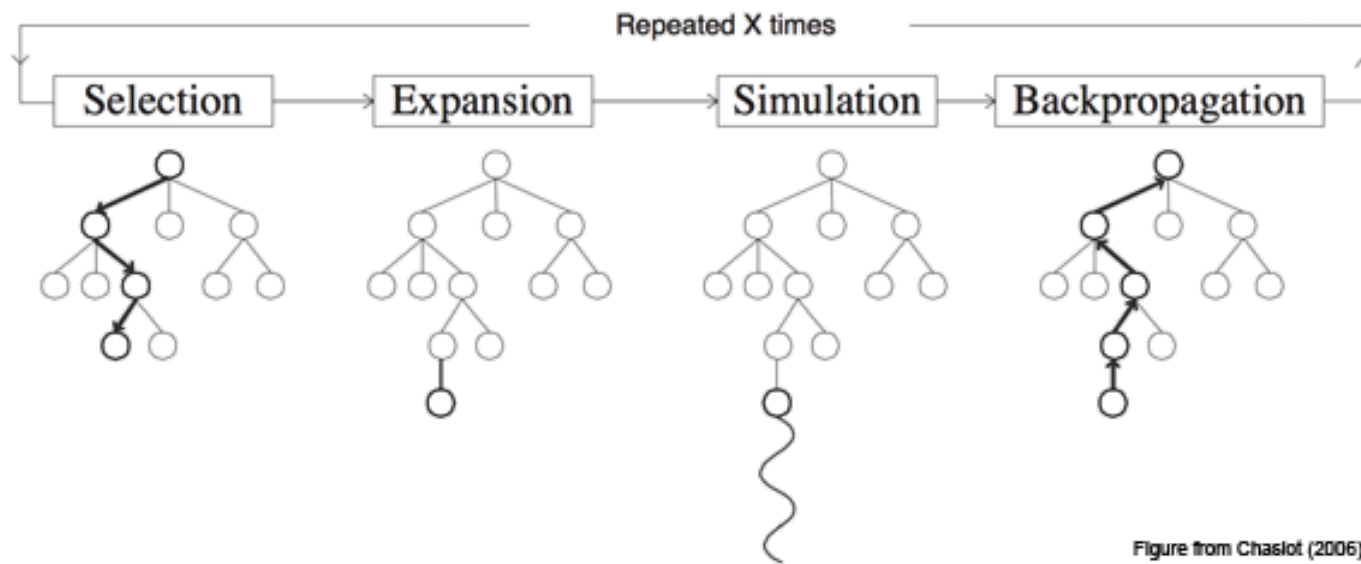 Repeated X times
Selection
Expansion
Simulation
Backpropagation
Figure from Chaslot (2006)